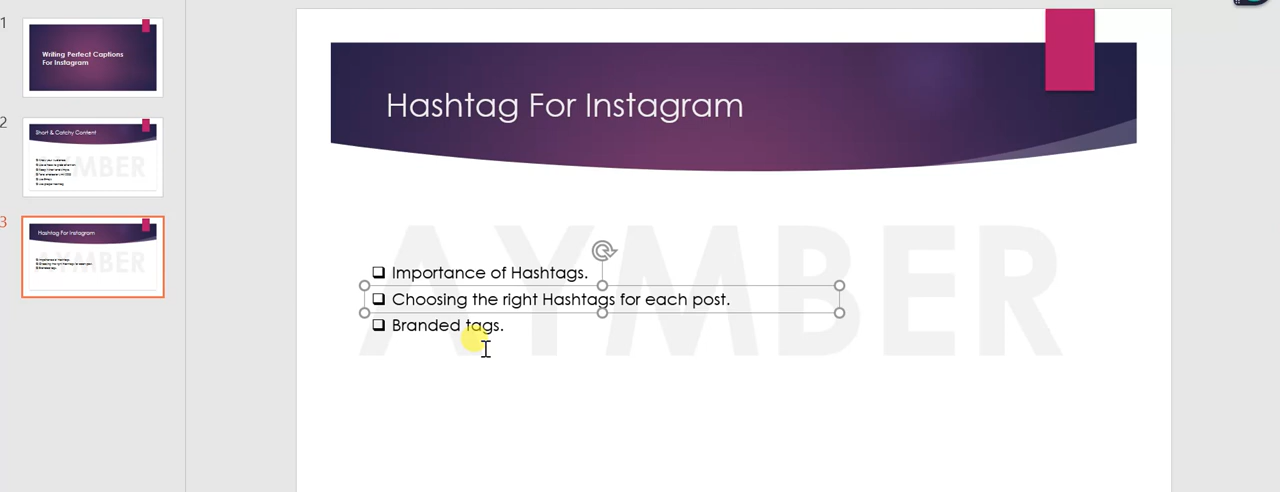 1
Writing Perfect Captions
For Instagram
2
Short & Catchy Content
3
Hashtag For Instagram
Hashtag For Instagram
AYMBER
Importance of Hashtags.
Choosing the right Hashtags for each post.
Branded tags.